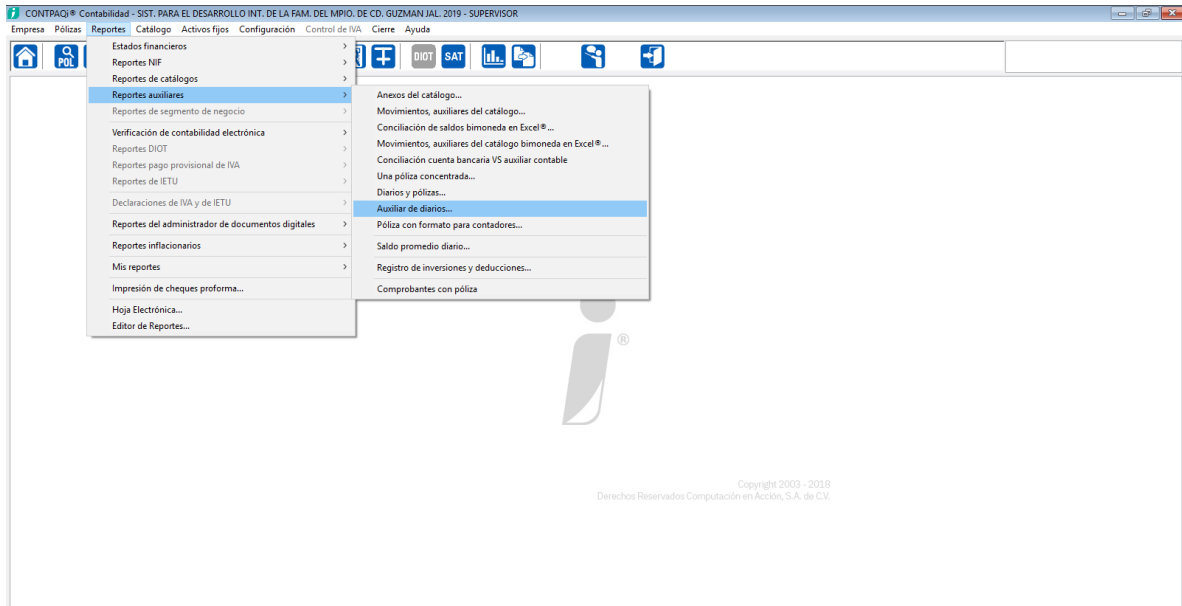 CONTPAQi® Contabilidad - SIST. PARA EL DESARROLLO INT. DE LA FAM. DEL MPIO. DE CD. GUZMAN JAL. 2019 - SUPERVISOR
Empresa Pólizas Reportes Catálogo Activos fijos Configuración Control de IVA Cierre Ayuda
POL DIOT SAT
Estados financieros
Reportes NIF
Reportes de catálogos
Reportes auxiliares
Reportes de segmento de negocio
Verificación de contabilidad electrónica
Reportes DIOT
Reportes pago provisional de IVA
Reportes de IETU
Declaraciones de IVA y de IETU
Reportes del administrador de documentos digitales
Reportes inflacionarios
Mis reportes
Impresión de cheques proforma...
Hoja Electrónica...
Editor de Reportes...
Anexos del catálogo...
Movimientos, auxiliares del catálogo...
Conciliación de saldos bimoneda en Excel®...
Movimientos, auxiliares del catálogo bimoneda en Excel®...
Conciliación cuenta bancaria VS auxiliar contable
Una póliza concentrada...
Diarios y pólizas...
Auxiliar de diarios...
Póliza con formato para contadores...
Saldo promedio diario...
Registro de inversiones y deducciones...
Comprobantes con póliza
®
Copyright 2003 - 2018
Derechos Reservados Computación en Acción, S.A. de C.V.